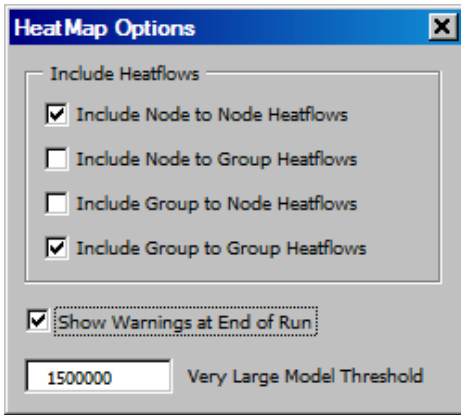 HeatMap Options
Include Heatflows
Include Node to Node Heatflows
Include Node to Group Heatflows
Include Group to Node Heatflows
Include Group to Group Heatflows
Show Warnings at End of Run
1500000 Very Large Model Threshold